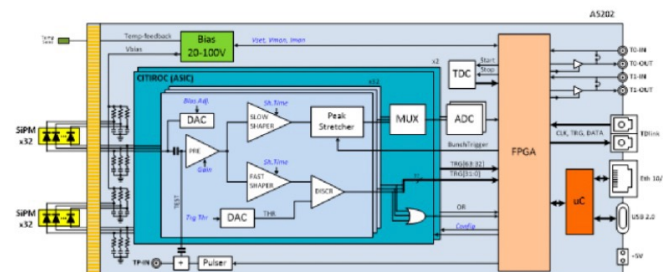 A5202
Temp Sens
Temp-feedback
Bias
20-100V
Vset, Vmon, Imon
Vbias
T0-IN
T0-OUT
T1-IN
T1-OUT
x2
Start
Stop
TDC
CITIROC (ASIC)
x32
Bias Adj.
DAC
Sh.Time
SLOW
SHAPER
Peak
Stretcher
MUX
ADC
FPGA
CLK, TRG, DATA
TDlink
SiPM
x32
PRE
Gain
BunchTrigger
Sh.Time
FAST
SHAPER
DISCR
TRG[63:32]
TRG[31:0]
Eth 10/
uC
USB 2.0
TEST
Trg Thr
DAC
THR
OR
Config
SiPM
x32
TP-IN
+
Pulser
+5V